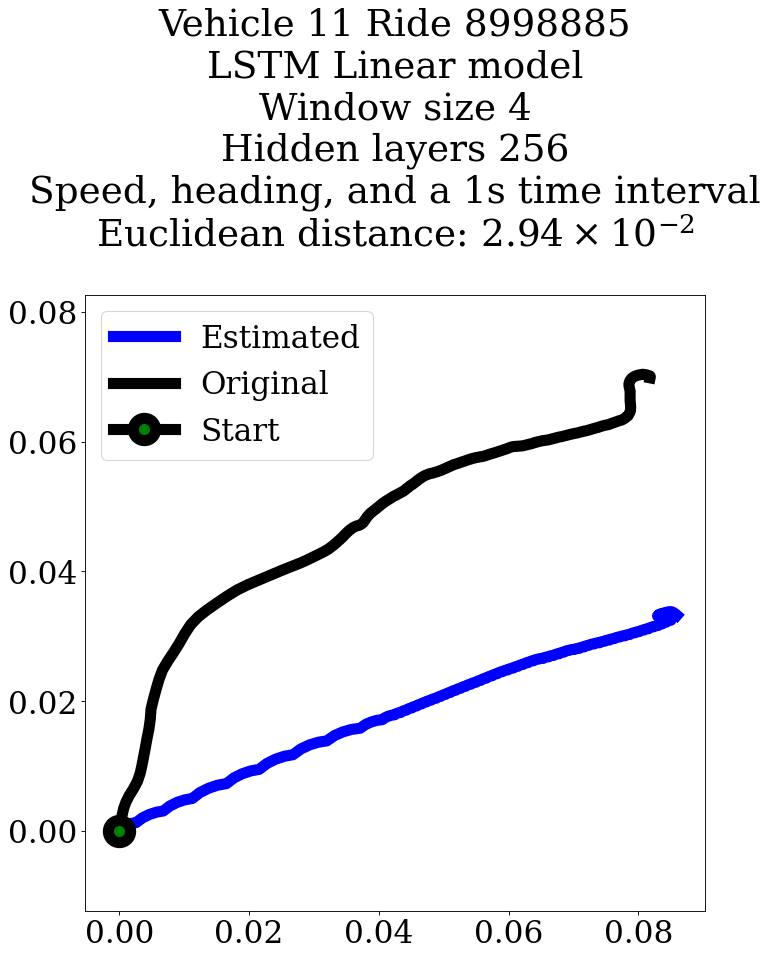 Vehicle 11 Ride 8998885
LSTM Linear model
Window size 4
Hidden layers 256
Speed, heading, and a 1s time interval
Euclidean distance: 2.94 × 10⁻²
Estimated
Original
Start
0.08
0.06
0.04
0.02
0.00
0.00 0.02 0.04 0.06 0.08